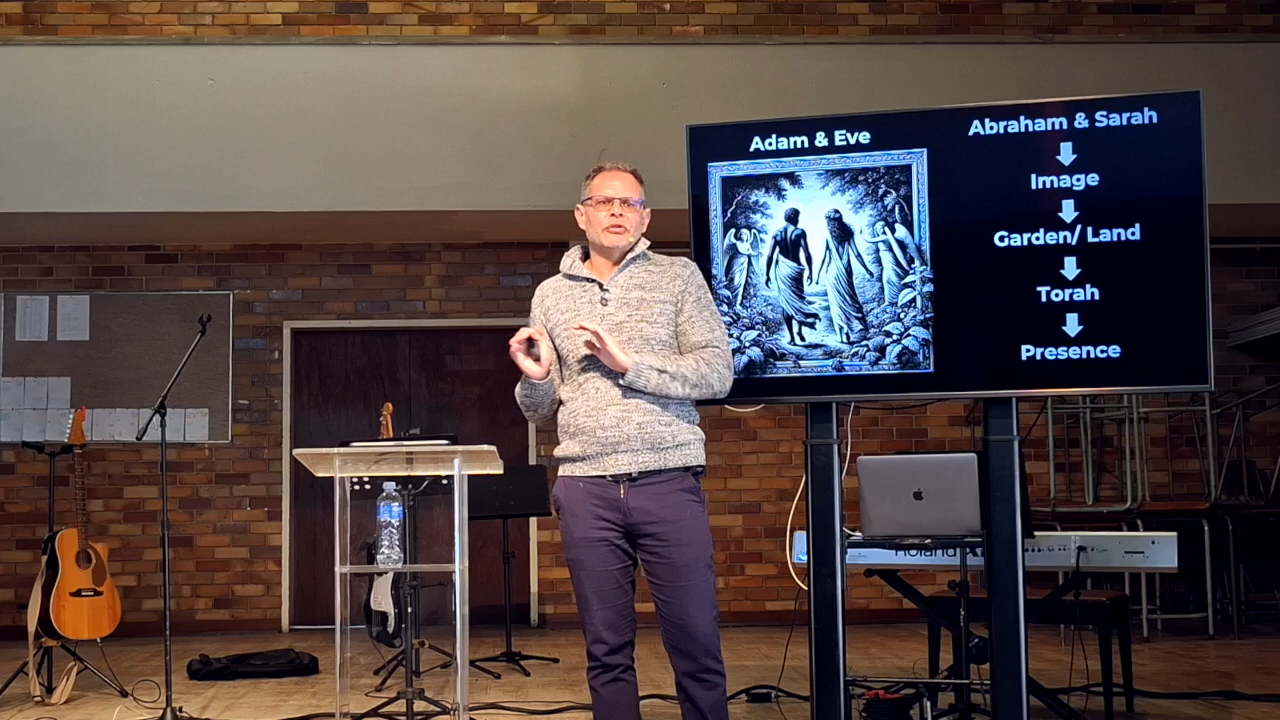 Adam & Eve
Abraham & Sarah
Image
Garden/ Land
Torah
Presence
Roland